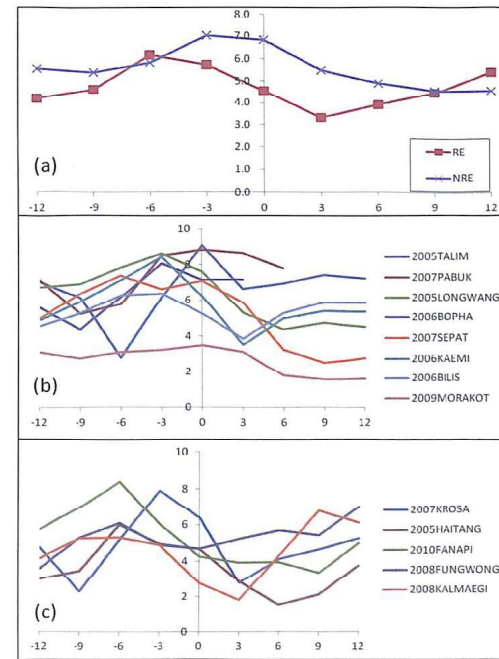 8.0
7.0
6.0
5.0
4.0
3.0
2.0
1.0
0.0
RE
NRE
(a)
-12 -9 -6 -3 0 3 6 9 12
10
8
6
4
2
0
2005TALIM
2007PABUK
2005LONGWANG
2006BOPHA
2007SEPAT
2006KAEMI
2006BILIS
2009MORAKOT
(b)
-12 -9 -6 -3 0 3 6 9 12
10
8
6
4
2
0
2007KROSA
2005HAITANG
2010FANAPI
2008FUNGWONG
2008KALMAEGI
(c)
-12 -9 -6 -3 0 3 6 9 12